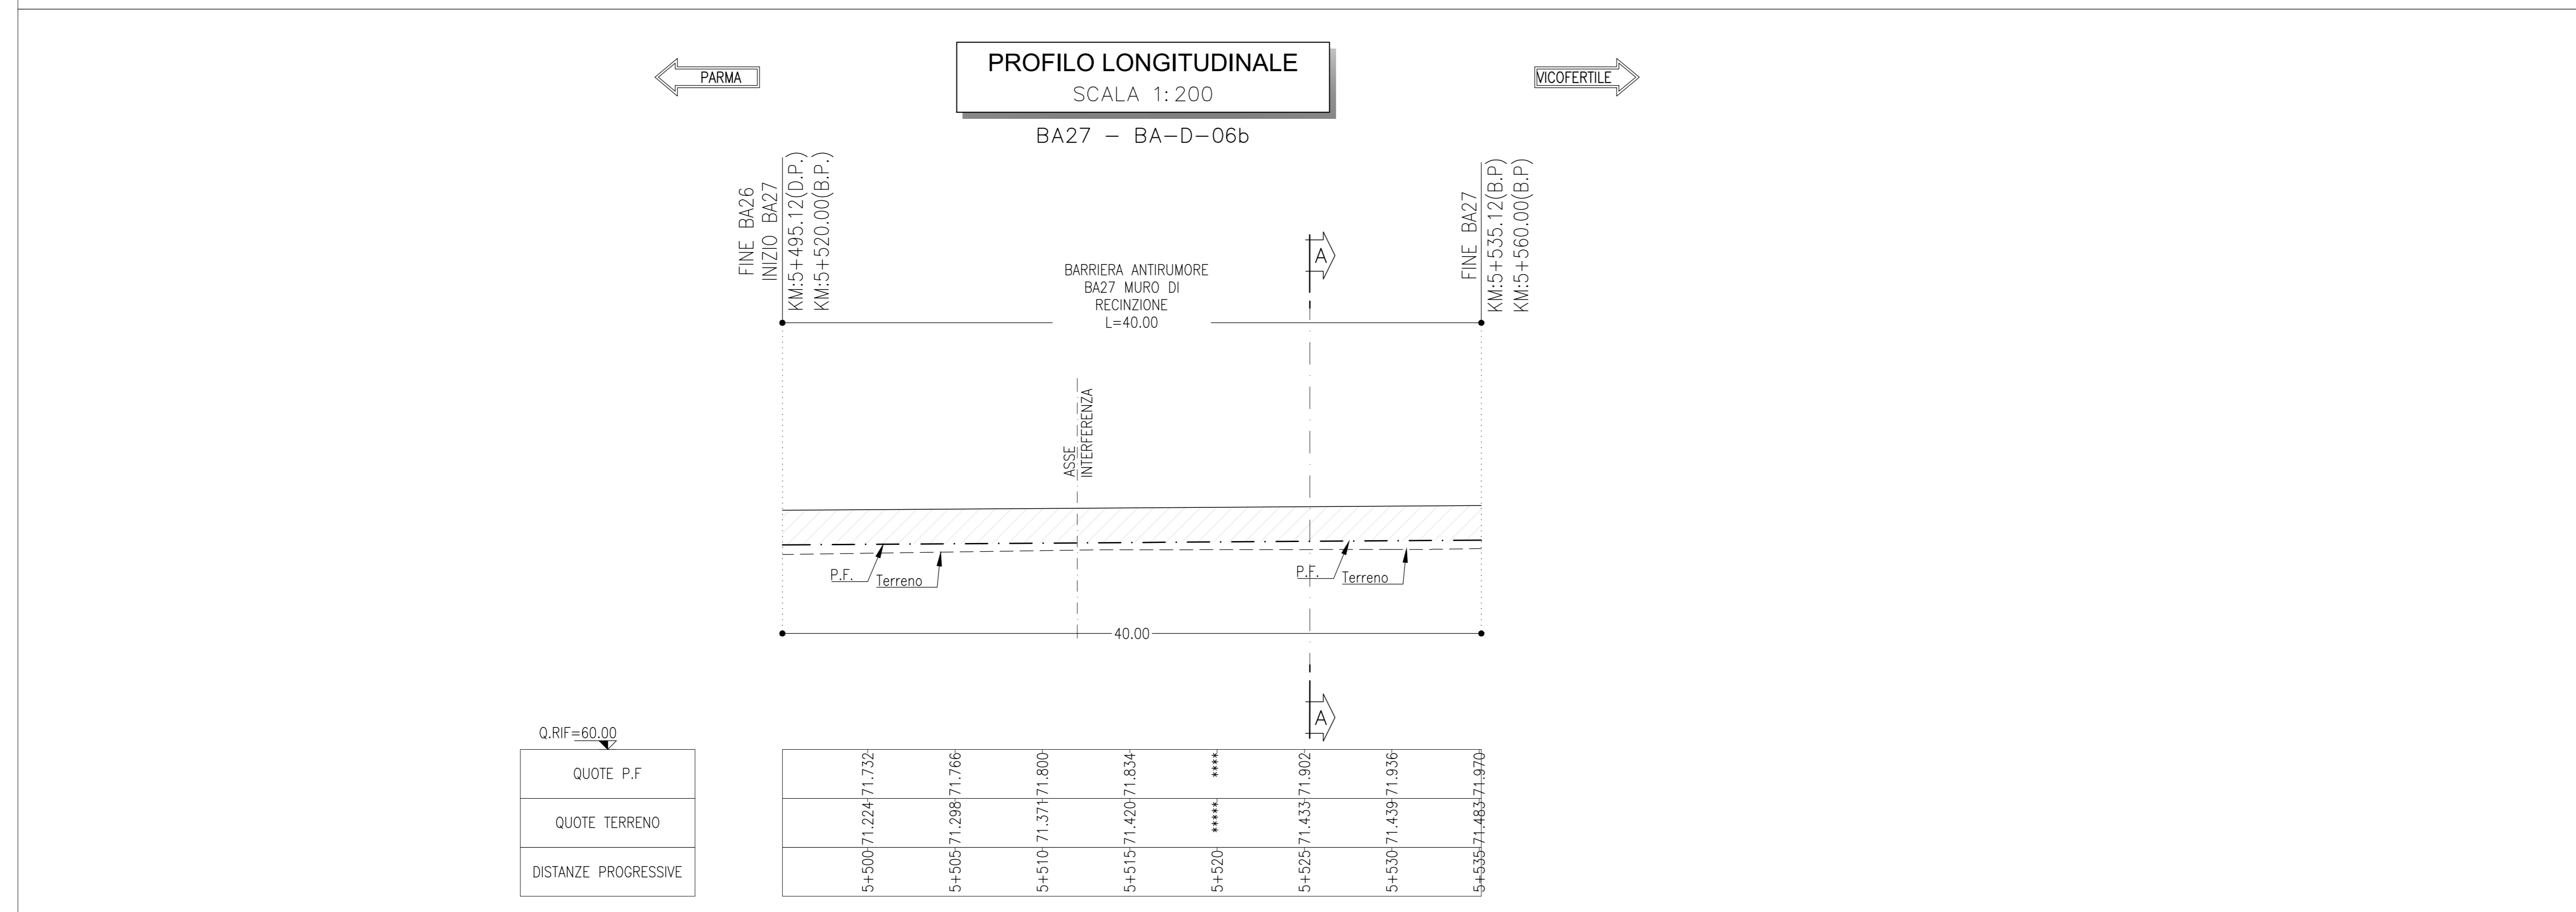 PARMA
PROFILO LONGITUDINALE
SCALA 1:200
VICOFERTILE
BA27 - BA-D-06b
FINE BA26
INIZIO BA27
KM:5+495.12(D.P.)
KM:5+520.00(B.P.)
FINE BA27
KM:5+535.12(B.P)
KM:5+560.00(B.P)
BARRIERA ANTIRUMORE
BA27 MURO DI
RECINZIONE
L=40.00
A
ASSE
INTERFERENZA
P.F.
Terreno
P.F.
Terreno
40.00
A
Q.RIF=60.00
QUOTE P.F
71.732 71.766 71.800 71.834 **** 71.902 71.936 71.970
QUOTE TERRENO
71.224 71.298 71.371 71.420 ***** 71.433 71.439 71.483
DISTANZE PROGRESSIVE
5+500 5+505 5+510 5+515 5+520 5+525 5+530 5+535